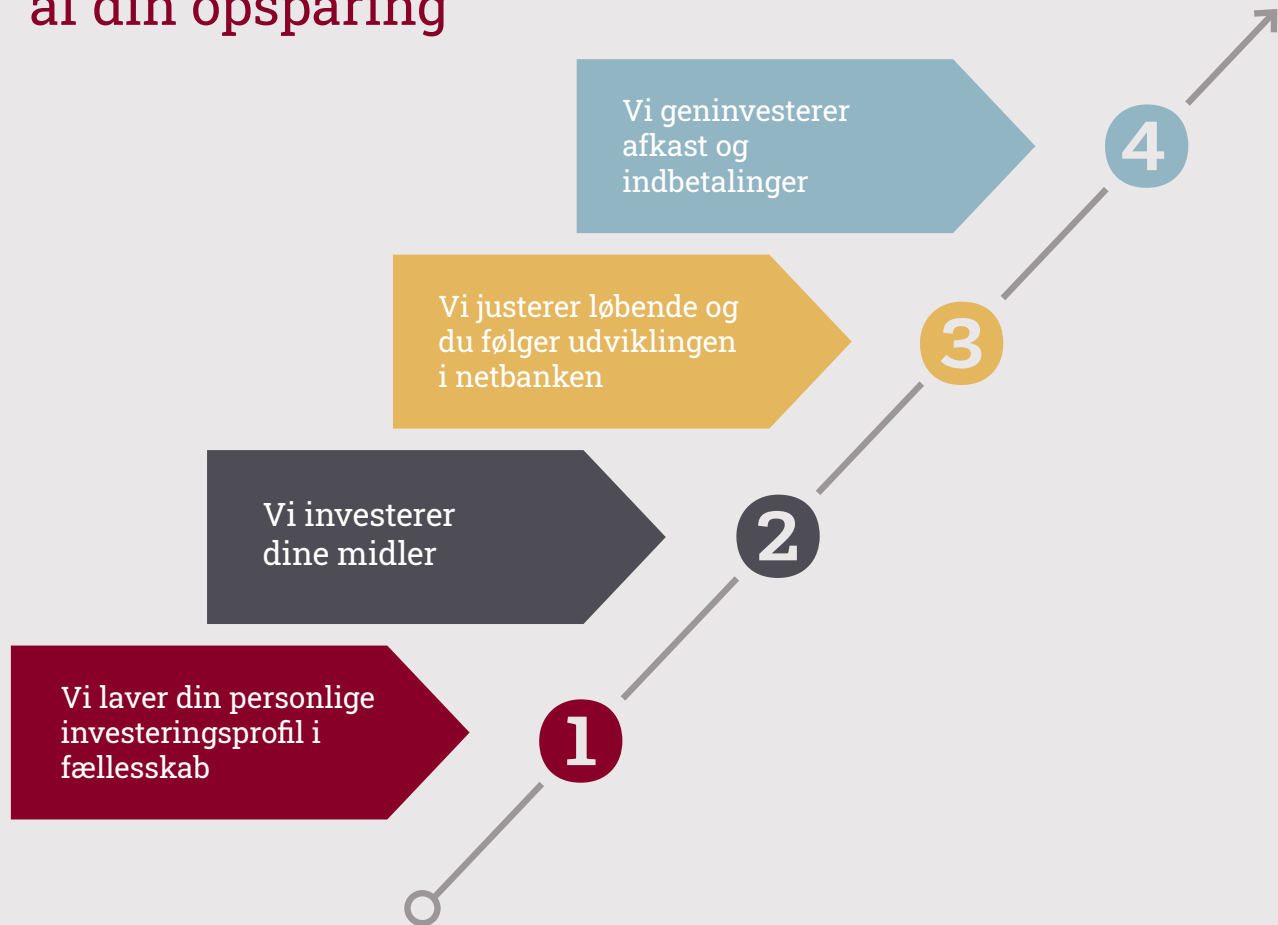 af din opsparing
Vi geninvesterer
afkast og
indbetalinger
4
Vi justerer løbende og
du følger udviklingen
i netbanken
3
Vi investerer
dine midler
2
Vi laver din personlige
investeringsprofil i
fællesskab
1